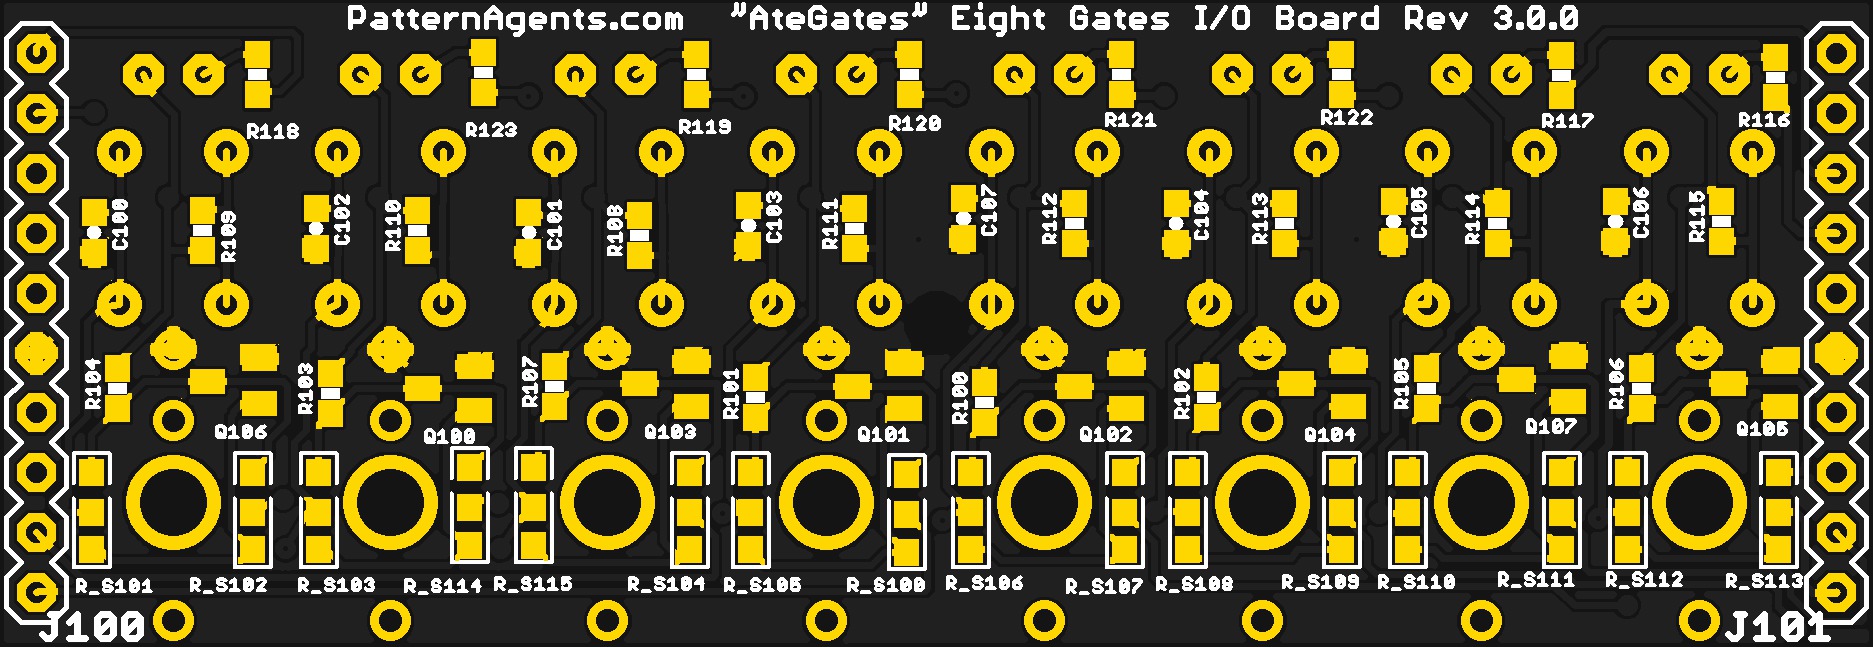 PatternAgents.com "AteGates" Eight Gates I/O Board Rev 3.0.0
R118 R123 R119 R120 R121 R122 R117 R116
C100 R109 C102 R110 C101 R108 C103 R111 C107 R112 C104 R113 C105 R114 C106 R115
R104 R103 R107 R101 R100 R102 R105 R106
Q106 Q100 Q103 Q101 Q102 Q104 Q107 Q105
R_S101 R_S102 R_S103 R_S114 R_S115 R_S104 R_S105 R_S100 R_S106 R_S107 R_S108 R_S109 R_S110 R_S111 R_S112 R_S113
J100 J101